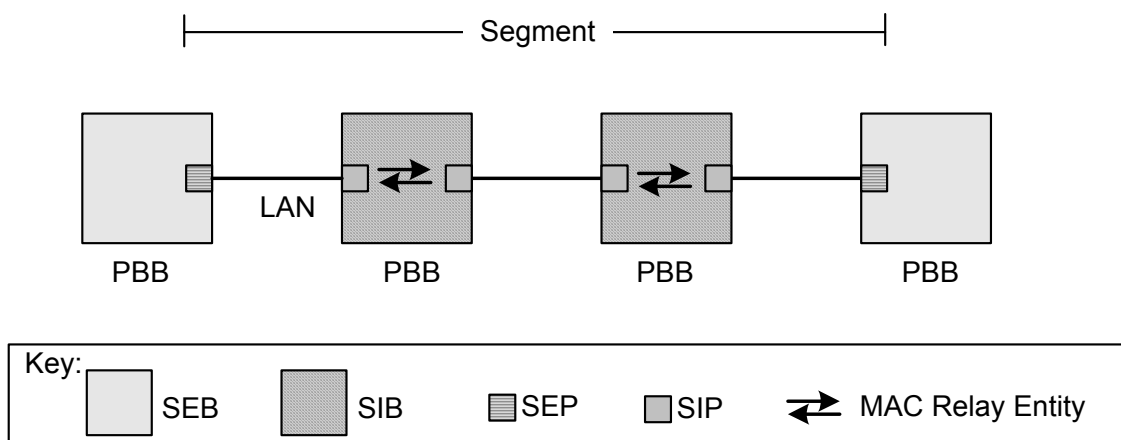 Segment
LAN
PBB
PBB
PBB
PBB
Key:
SEB
SIB
SEP
SIP
MAC Relay Entity